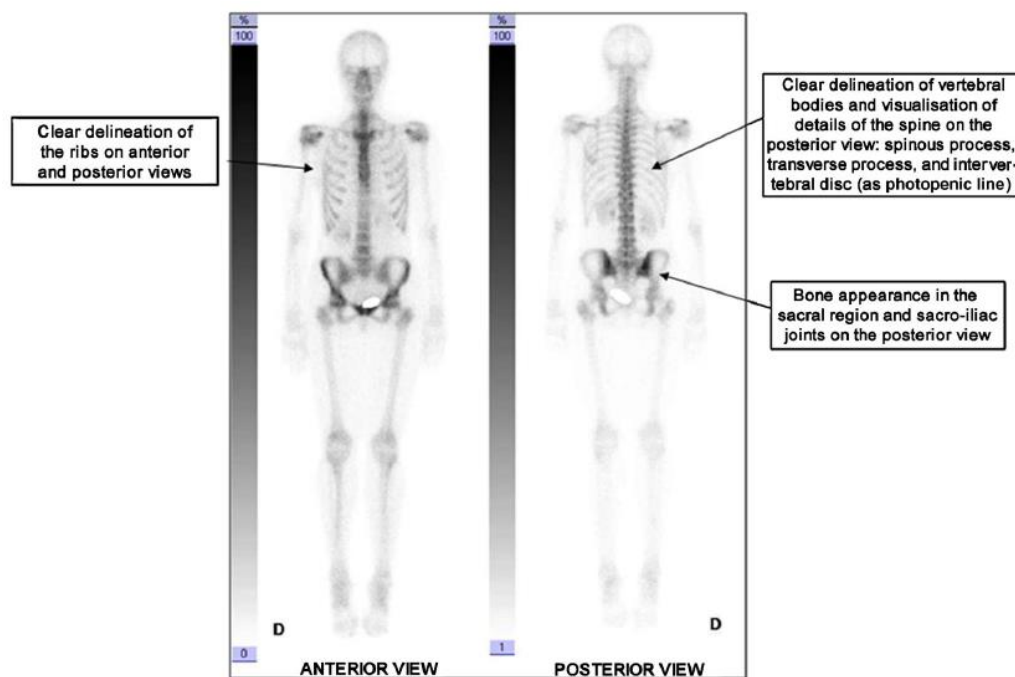 %
100
%
100
Clear delineation of
the ribs on anterior
and posterior views
Clear delineation of vertebral
bodies and visualisation of
details of the spine on the
posterior view: spinous process,
transverse process, and interver-
tebral disc (as photopenic line)
Bone appearance in the
sacral region and sacro-iliac
joints on the posterior view
D
D
0
1
ANTERIOR VIEW
POSTERIOR VIEW